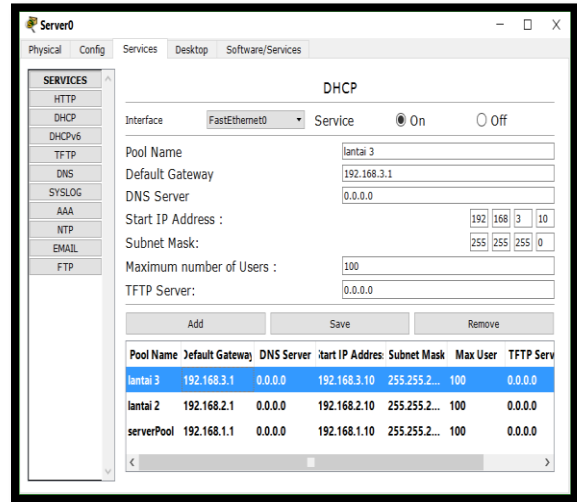 Server0
Physical Config Services Desktop Software/Services
SERVICES
HTTP
DHCP
DHCPv6
TFTP
DNS
SYSLOG
AAA
NTP
EMAIL
FTP
DHCP
Interface FastEthernet0 Service On Off
Pool Name lantai 3
Default Gateway 192.168.3.1
DNS Server 0.0.0.0
Start IP Address : 192 168 3 10
Subnet Mask: 255 255 255 0
Maximum number of Users : 100
TFTP Server: 0.0.0.0
Add Save Remove
Pool Name Default Gateway DNS Server Start IP Address Subnet Mask Max User TFTP Serv
lantai 3 192.168.3.1 0.0.0.0 192.168.3.10 255.255.2... 100 0.0.0.0
lantai 2 192.168.2.1 0.0.0.0 192.168.2.10 255.255.2... 100 0.0.0.0
serverPool 192.168.1.1 0.0.0.0 192.168.1.10 255.255.2... 100 0.0.0.0